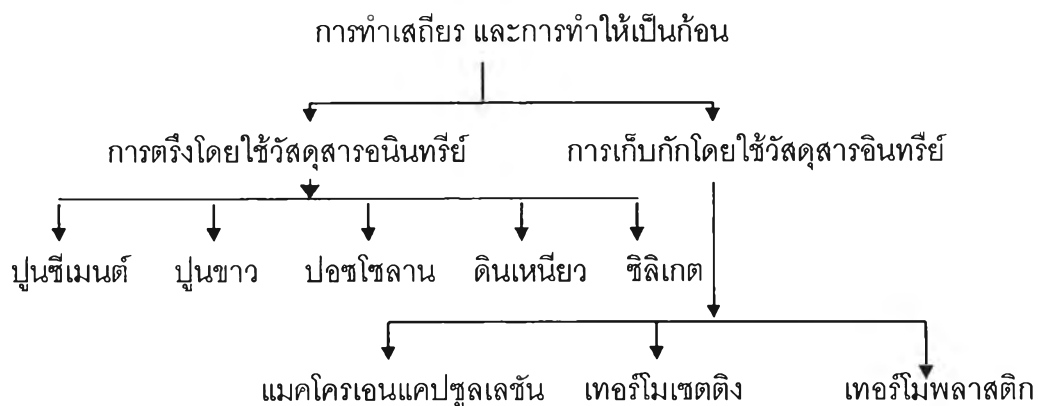 การทำเสถียร และการทำให้เป็นก้อน
การตรึงโดยใช้วัสดุสารอนินทรีย์ การเก็บกักโดยใช้วัสดุสารอินทรีย์
ปูนซีเมนต์ ปูนขาว ปอซโซลาน ดินเหนียว ซิลิเกต
แมคโครเอนแคปซูลเลชัน เทอร์โมเซตติง เทอร์โมพลาสติก